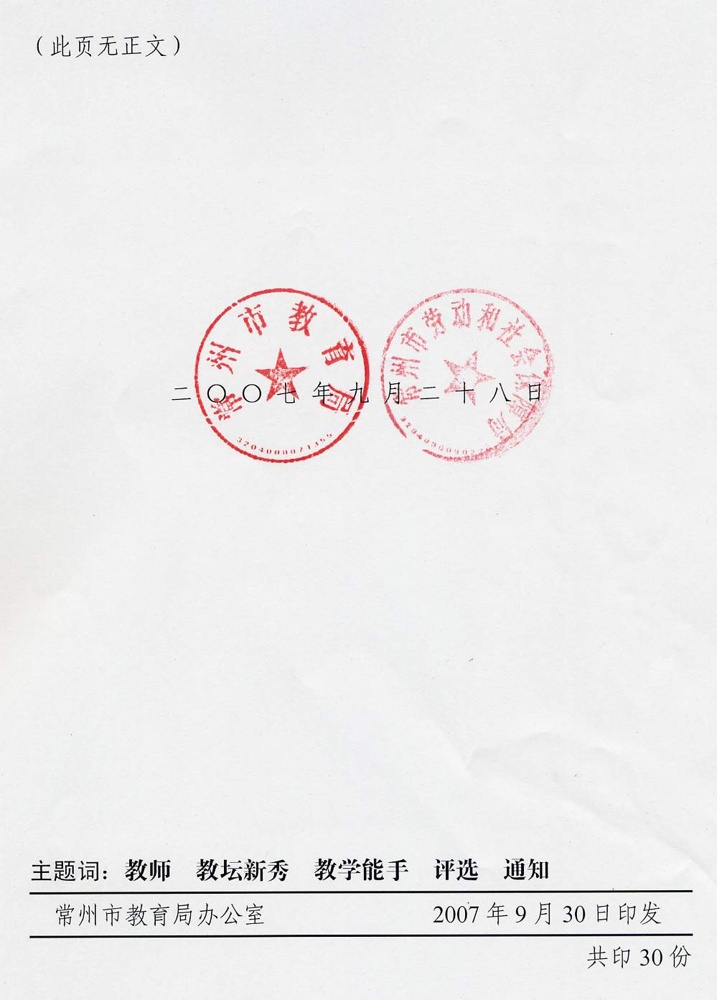 （此页无正文）
常州市教育局
常州市劳动和社会保障局
二〇〇七年九月二十八日
主题词：教师 教坛新秀 教学能手 评选 通知
常州市教育局办公室 2007年9月30日印发
共印30份